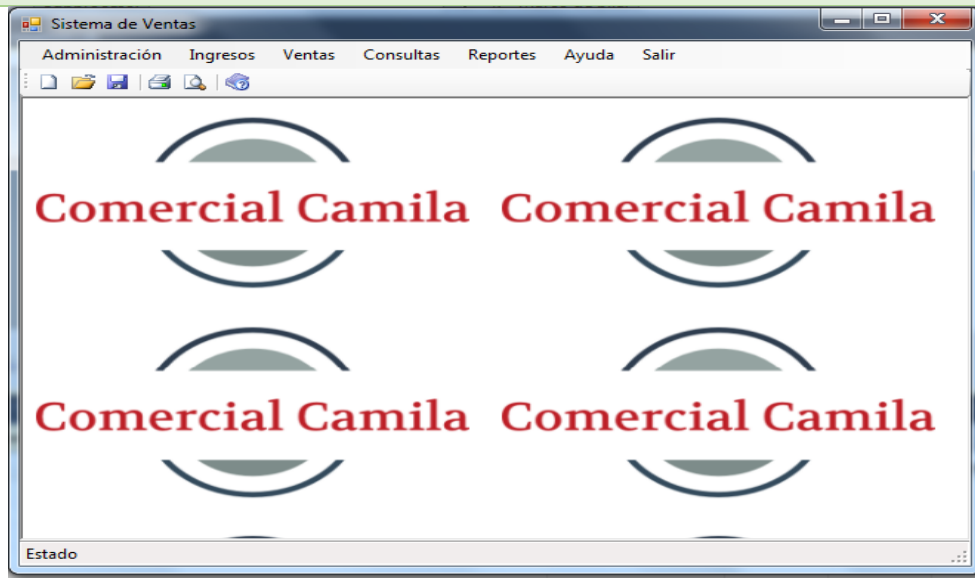 Sistema de Ventas
Administración Ingresos Ventas Consultas Reportes Ayuda Salir
Comercial Camila Comercial Camila
Comercial Camila Comercial Camila
Estado